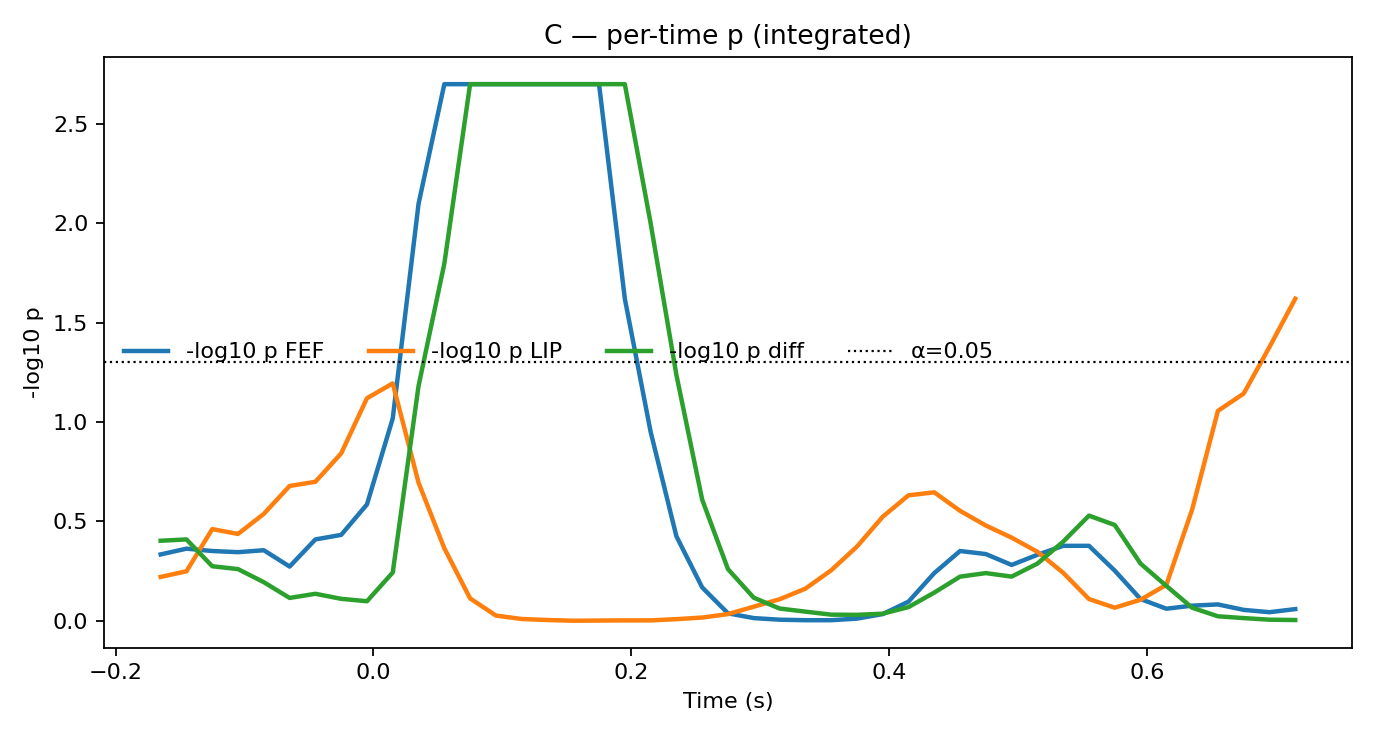 C — per-time p (integrated)
-log10 p
2.5
2.0
1.5
1.0
0.5
0.0
-log10 p FEF -log10 p LIP -log10 p diff α=0.05
−0.2 0.0 0.2 0.4 0.6
Time (s)